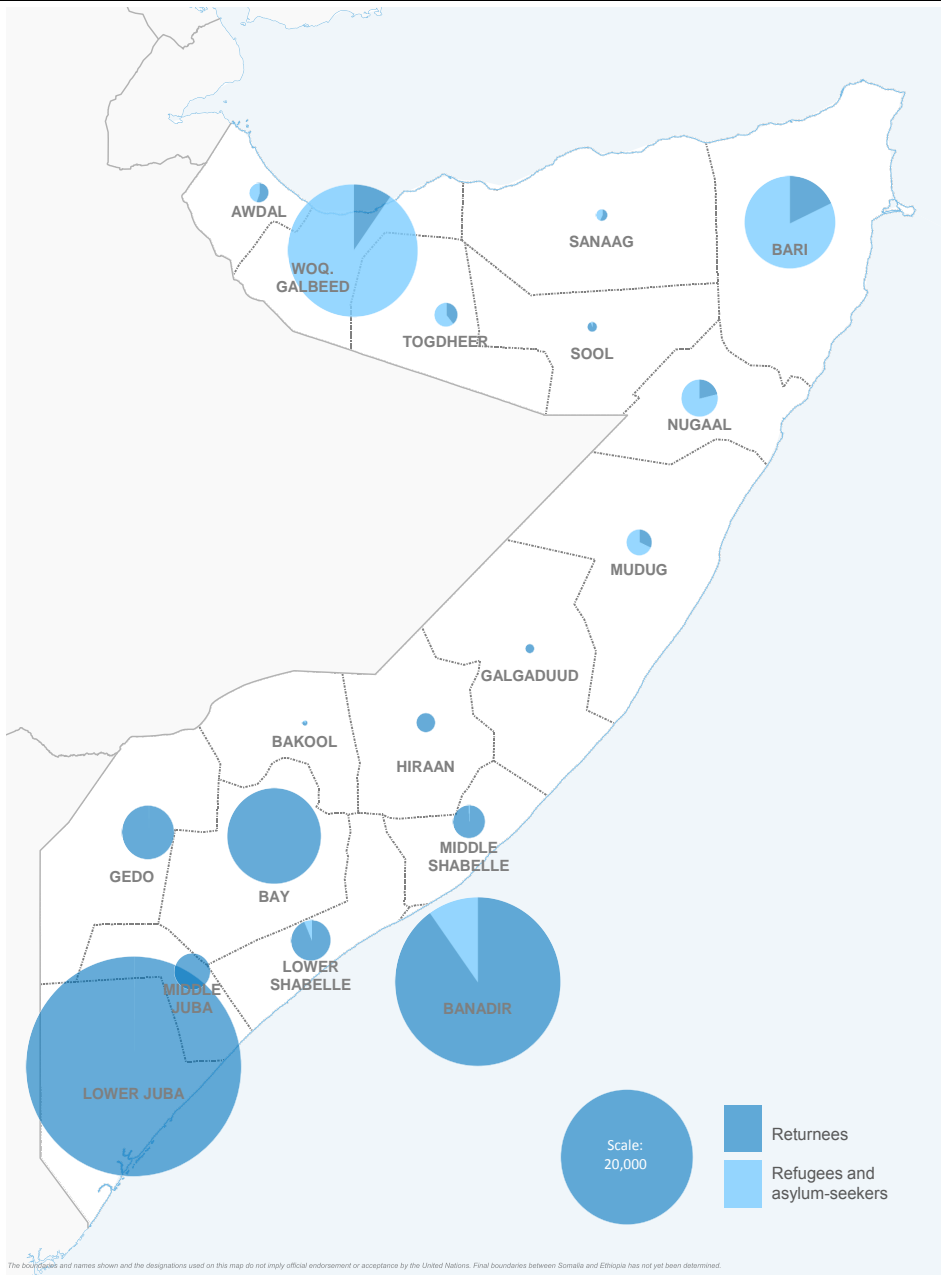 AWDAL
WOQ.
GALBEED
SANAAG
BARI
TOGDHEER
SOOL
NUGAAL
MUDUG
GALGADUUD
BAKOOL
HIRAAN
MIDDLE
SHABELLE
GEDO
BAY
LOWER
SHABELLE
MIDDLE
JUBA
BANADIR
LOWER JUBA
Scale:
20,000
Returnees
Refugees and
asylum-seekers
The boundaries and names shown and the designations used on this map do not imply official endorsement or acceptance by the United Nations. Final boundaries between Somalia and Ethiopia has not yet been determined.